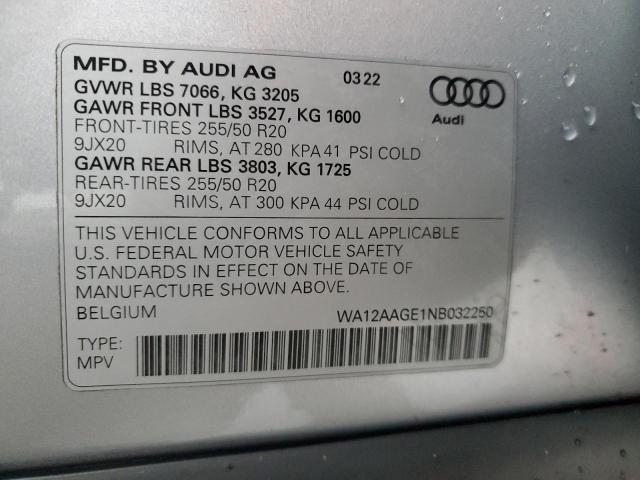 MFD. BY AUDI AG 03 22
GVWR LBS 7066, KG 3205
GAWR FRONT LBS 3527, KG 1600
FRONT-TIRES 255/50 R20
9JX20 RIMS, AT 280 KPA 41 PSI COLD
GAWR REAR LBS 3803, KG 1725
REAR-TIRES 255/50 R20
9JX20 RIMS, AT 300 KPA 44 PSI COLD
Audi
THIS VEHICLE CONFORMS TO ALL APPLICABLE
U.S. FEDERAL MOTOR VEHICLE SAFETY
STANDARDS IN EFFECT ON THE DATE OF
MANUFACTURE SHOWN ABOVE.
BELGIUM WA12AAGE1NB032250
TYPE:
MPV